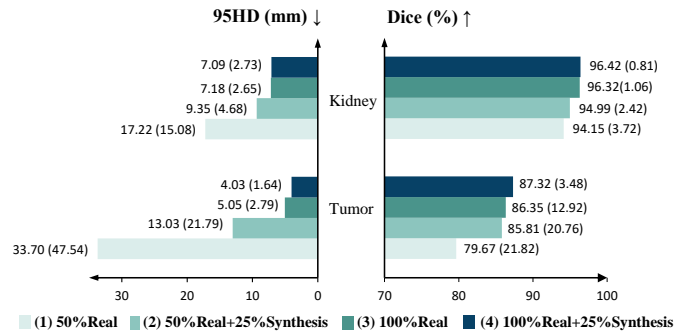 95HD (mm) ↓ Dice (%) ↑
7.09 (2.73) 96.42 (0.81)
7.18 (2.65) Kidney 96.32(1.06)
9.35 (4.68) 94.99 (2.42)
17.22 (15.08) 94.15 (3.72)
4.03 (1.64) 87.32 (3.48)
5.05 (2.79) Tumor 86.35 (12.92)
13.03 (21.79) 85.81 (20.76)
33.70 (47.54) 79.67 (21.82)
30 20 10 0 70 80 90 100
(1) 50%Real (2) 50%Real+25%Synthesis (3) 100%Real (4) 100%Real+25%Synthesis